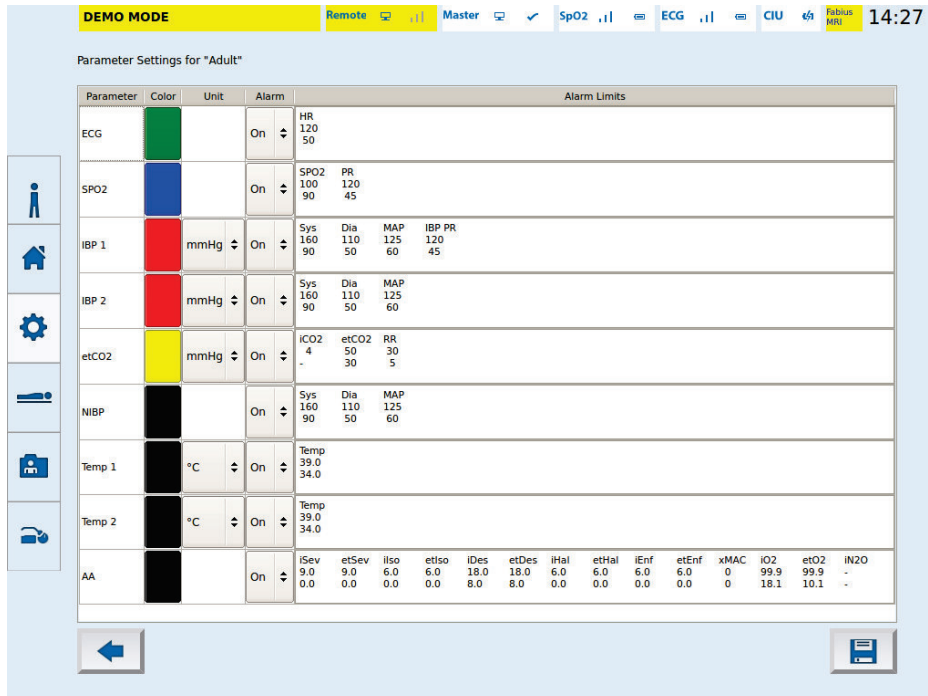 DEMO MODE Remote Master SpO2 ECG CIU Fabius MRI 14:27
Parameter Settings for "Adult"
Parameter Color Unit Alarm Alarm Limits
ECG On
HR
120
50
SPO2 On
SPO2 PR
100 120
90 45
IBP 1 mmHg On
Sys Dia MAP IBP PR
160 110 125 120
90 50 60 45
IBP 2 mmHg On
Sys Dia MAP
160 110 125
90 50 60
etCO2 mmHg On
iCO2 etCO2 RR
4 50 30
- 30 5
NIBP On
Sys Dia MAP
160 110 125
90 50 60
Temp 1 °C On
Temp
39.0
34.0
Temp 2 °C On
Temp
39.0
34.0
AA On
iSev etSev iIso etIso iDes etDes iHal etHal iEnf etEnf xMAC iO2 etO2 iN2O
9.0 9.0 6.0 6.0 18.0 18.0 6.0 6.0 6.0 6.0 0 99.9 99.9 -
0.0 0.0 0.0 0.0 8.0 8.0 0.0 0.0 0.0 0.0 0 18.1 10.1 -